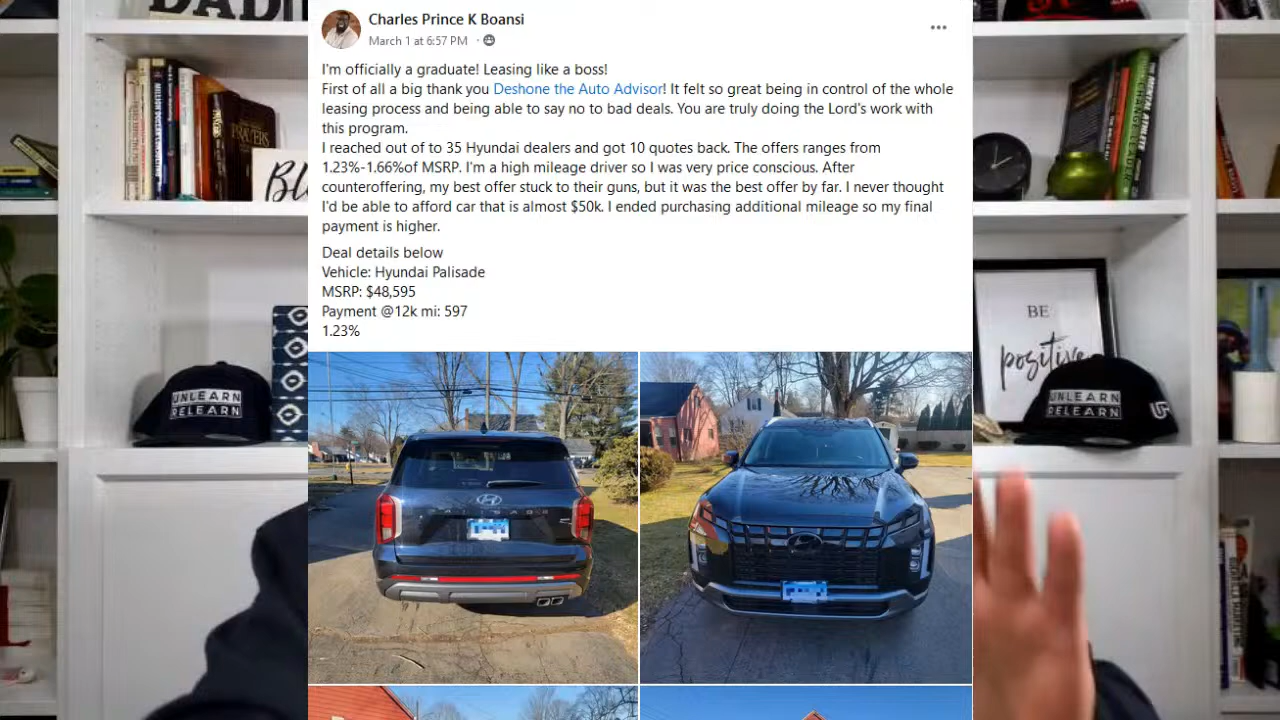 DAD
Charles Prince K Boansi
March 1 at 6:57 PM ·
I'm officially a graduate! Leasing like a boss!
First of all a big thank you Deshone the Auto Advisor! It felt so great being in control of the whole
leasing process and being able to say no to bad deals. You are truly doing the Lord's work with
this program.
I reached out of to 35 Hyundai dealers and got 10 quotes back. The offers ranges from
1.23%-1.66%of MSRP. I'm a high mileage driver so I was very price conscious. After
counteroffering, my best offer stuck to their guns, but it was the best offer by far. I never thought
I'd be able to afford car that is almost $50k. I ended purchasing additional mileage so my final
payment is higher.
Deal details below
Vehicle: Hyundai Palisade
MSRP: $48,595
Payment @12k mi: 597
1.23%
PRAYERS
Bl
BE
positive
UNLEARN
RELEARN
UNLEARN
RELEARN
PALISADE